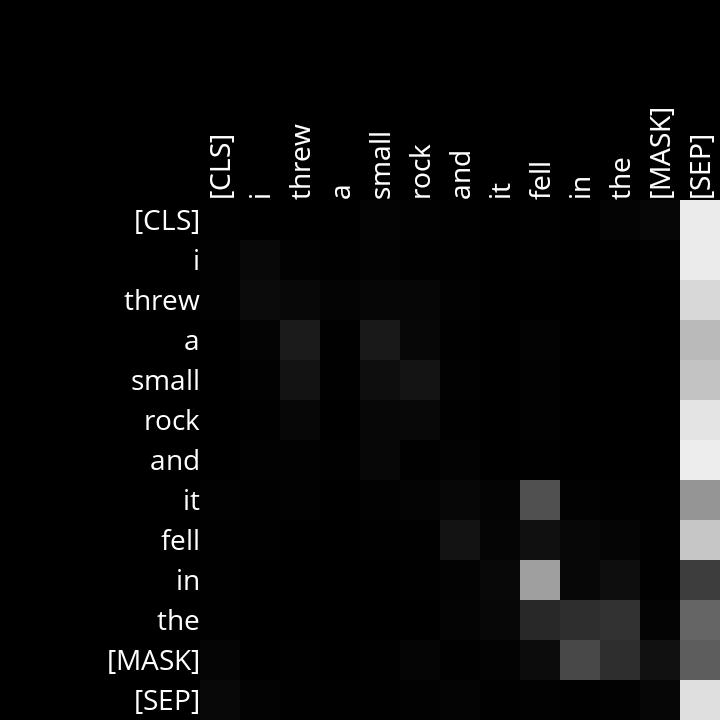 [CLS]
i
threw
a
small
rock
and
it
fell
in
the
[MASK]
[SEP]
[CLS]
i
threw
a
small
rock
and
it
fell
in
the
[MASK]
[SEP]